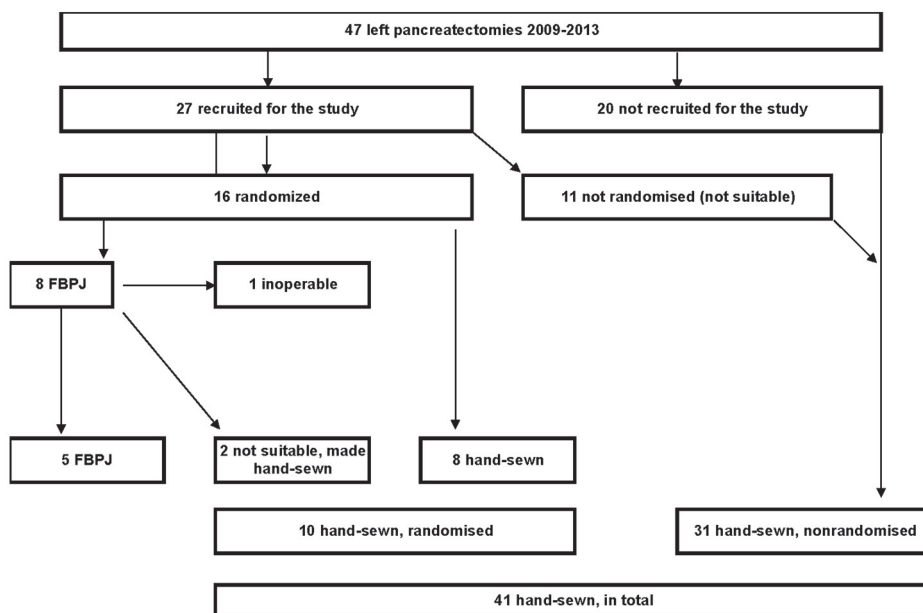 47 left pancreatectomies 2009-2013
27 recruited for the study
20 not recruited for the study
16 randomized
11 not randomised (not suitable)
8 FBPJ
1 inoperable
5 FBPJ
2 not suitable, made
hand-sewn
8 hand-sewn
10 hand-sewn, randomised
31 hand-sewn, nonrandomised
41 hand-sewn, in total